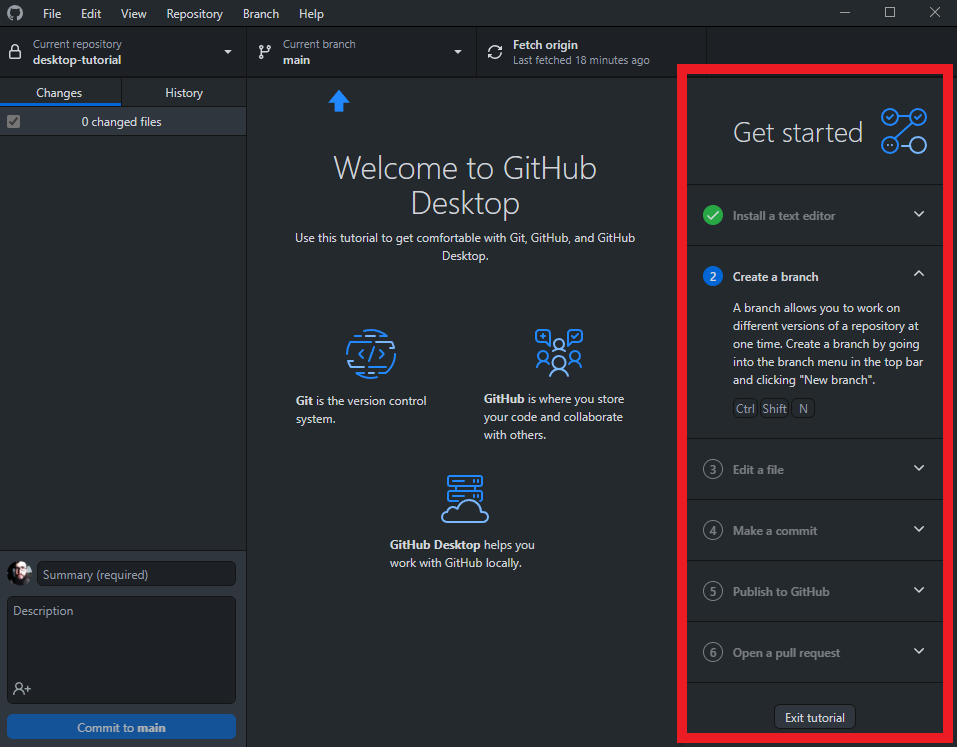 File Edit View Repository Branch Help
Current repository
desktop-tutorial
Current branch
main
Fetch origin
Last fetched 18 minutes ago
Changes History
0 changed files
Welcome to GitHub
Desktop
Use this tutorial to get comfortable with Git, GitHub, and GitHub
Desktop.
Git is the version control
system.
GitHub is where you store
your code and collaborate
with others.
GitHub Desktop helps you
work with GitHub locally.
Summary (required)
Description
Commit to main
Get started
Install a text editor
2 Create a branch
A branch allows you to work on
different versions of a repository at
one time. Create a branch by going
into the branch menu in the top bar
and clicking "New branch".
Ctrl Shift N
3 Edit a file
4 Make a commit
5 Publish to GitHub
6 Open a pull request
Exit tutorial